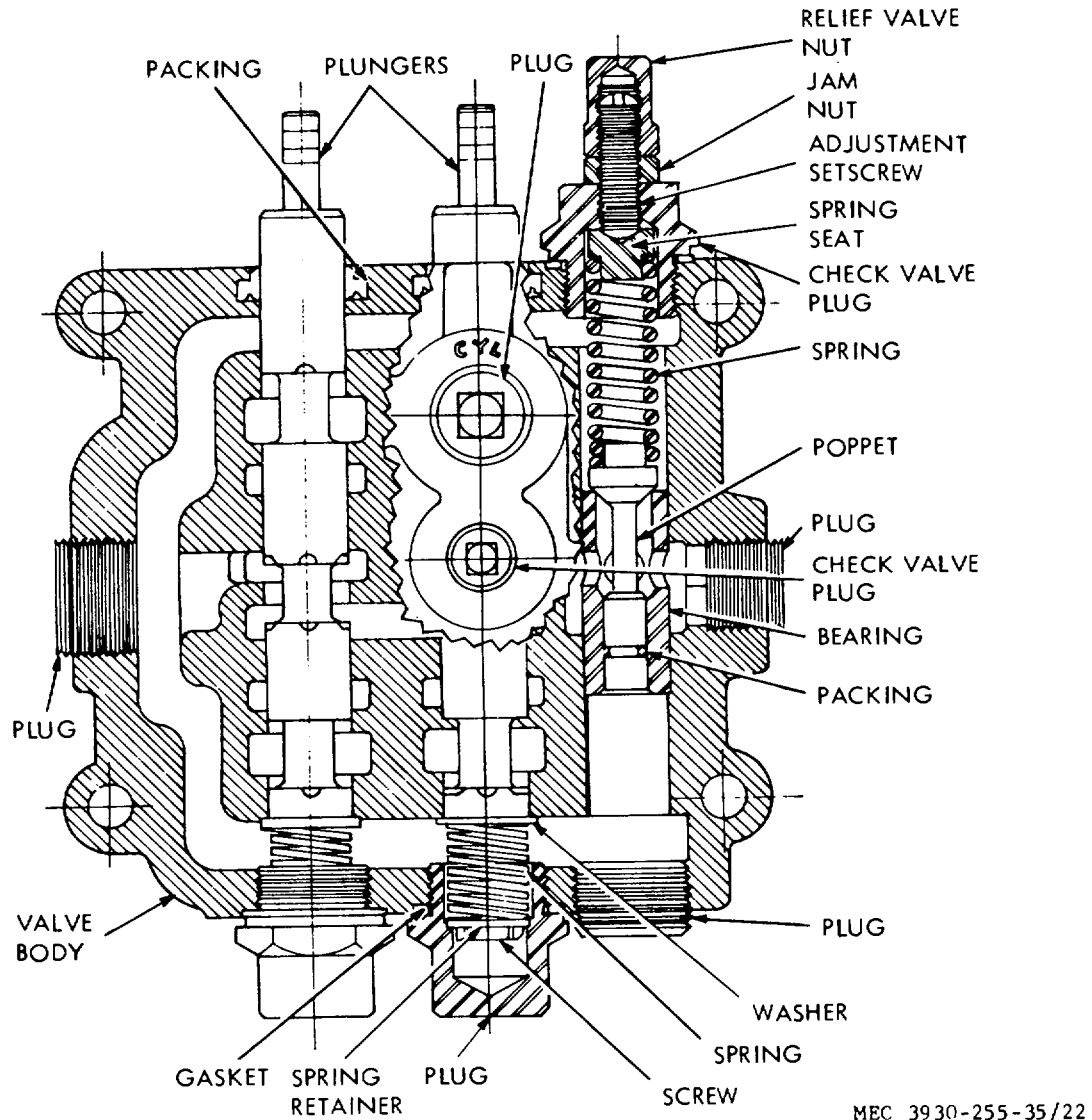 RELIEF VALVE
NUT
PACKING
PLUNGERS
PLUG
JAM
NUT
ADJUSTMENT
SETSCREW
SPRING
SEAT
CHECK VALVE
PLUG
CYL
SPRING
POPPET
PLUG
CHECK VALVE
PLUG
BEARING
PACKING
PLUG
VALVE
BODY
PLUG
WASHER
SPRING
GASKET
SPRING
RETAINER
PLUG
SCREW
MEC 3930-255-35/22